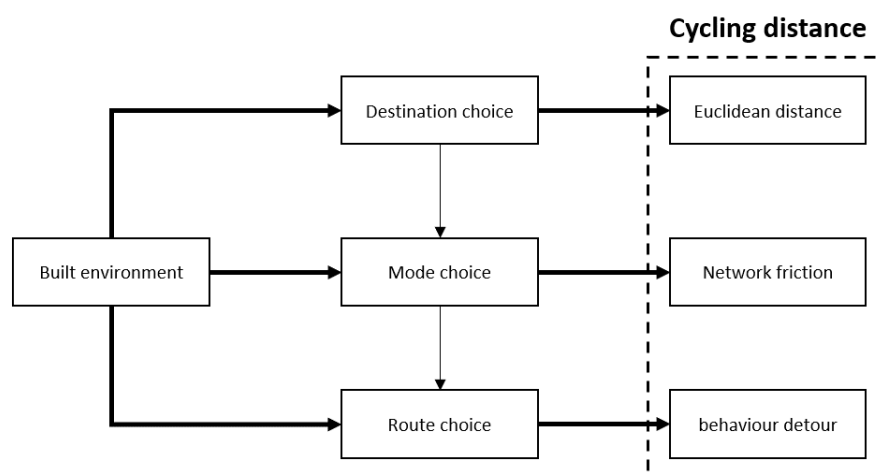 Cycling distance
Destination choice
Euclidean distance
Built environment
Mode choice
Network friction
Route choice
behaviour detour